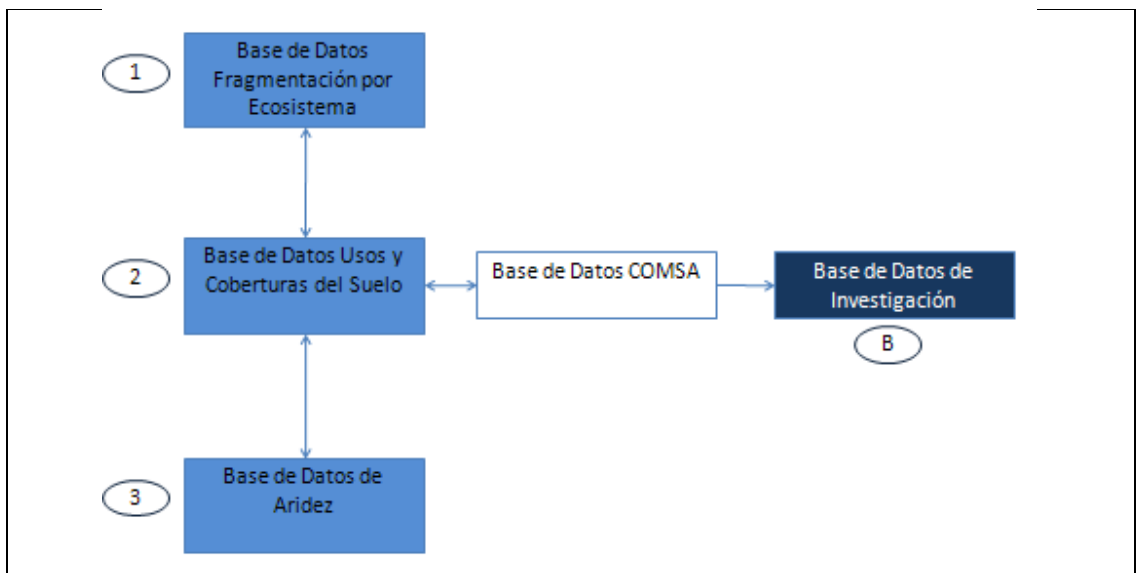 1
Base de Datos
Fragmentación por
Ecosistema
2
Base de Datos Usos y
Coberturas del Suelo
Base de Datos COMSA
Base de Datos de
Investigación
B
3
Base de Datos de
Aridez